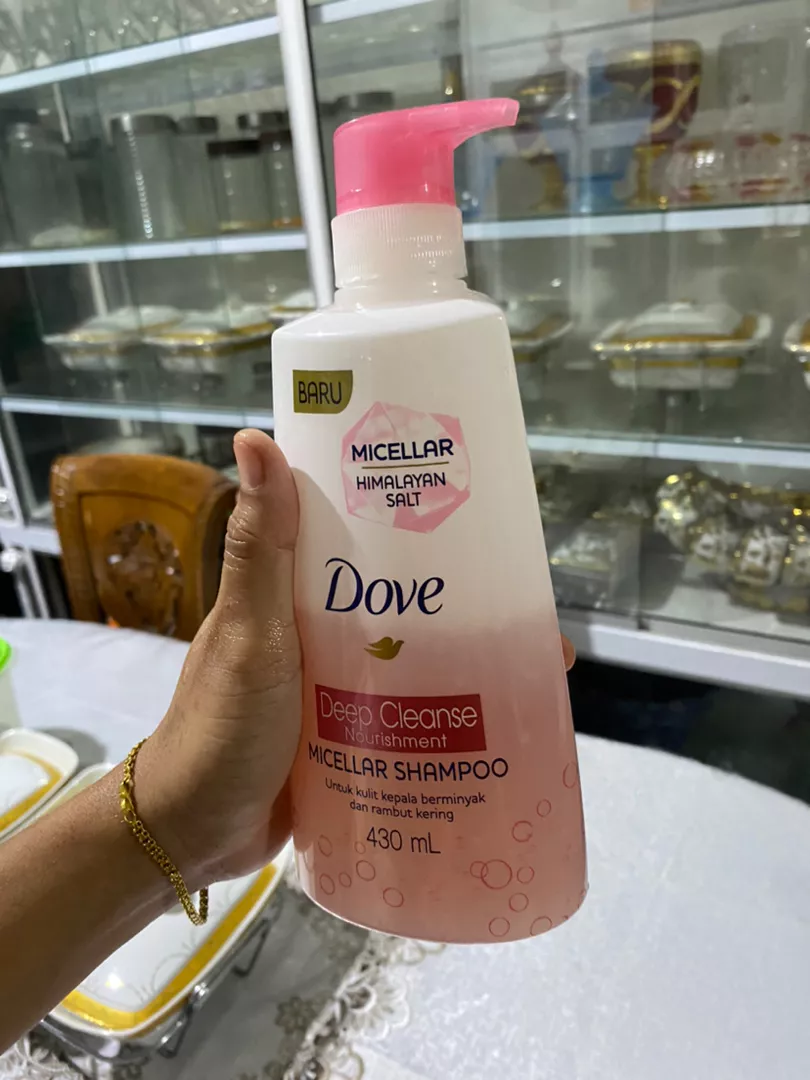 BARU
MICELLAR
HIMALAYAN
SALT
Dove
Deep Cleanse
Nourishment
MICELLAR SHAMPOO
Untuk kulit kepala berminyak
dan rambut kering
430 mL